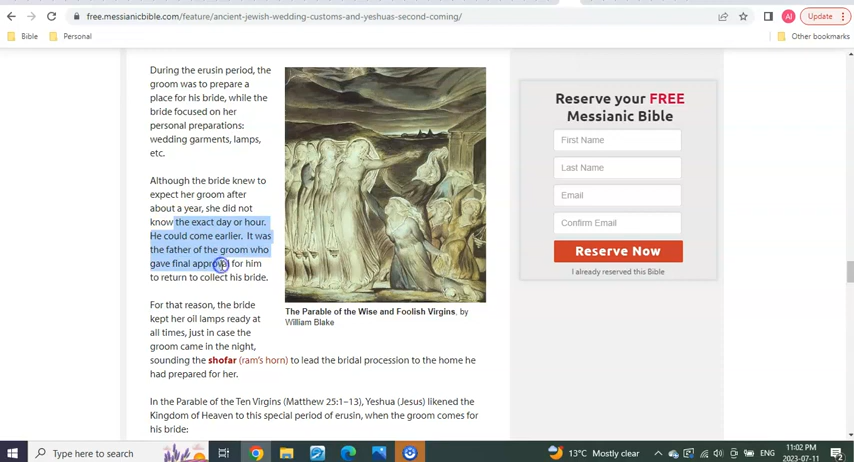 free.messianicbible.com/feature/ancient-jewish-wedding-customs-and-yeshuas-second-coming/
AI
Update
Bible
Personal
Other bookmarks
During the erusin period, the
groom was to prepare a
place for his bride, while the
bride focused on her
personal preparations:
wedding garments, lamps,
etc.
Although the bride knew to
expect her groom after
about a year, she did not
know the exact day or hour.
He could come earlier.  It was
the father of the groom who
gave final approval for him
to return to collect his bride.
For that reason, the bride
kept her oil lamps ready at
all times, just in case the
groom came in the night,
sounding the shofar (ram's horn) to lead the bridal procession to the home he
had prepared for her.
In the Parable of the Ten Virgins (Matthew 25:1–13), Yeshua (Jesus) likened the
Kingdom of Heaven to this special period of erusin, when the groom comes for
his bride:
The Parable of the Wise and Foolish Virgins, by
William Blake
Reserve your FREE
Messianic Bible
First Name
Last Name
Email
Confirm Email
Reserve Now
I already reserved this Bible
Type here to search
13°C Mostly clear
ENG
11:02 PM
2023-07-11
2